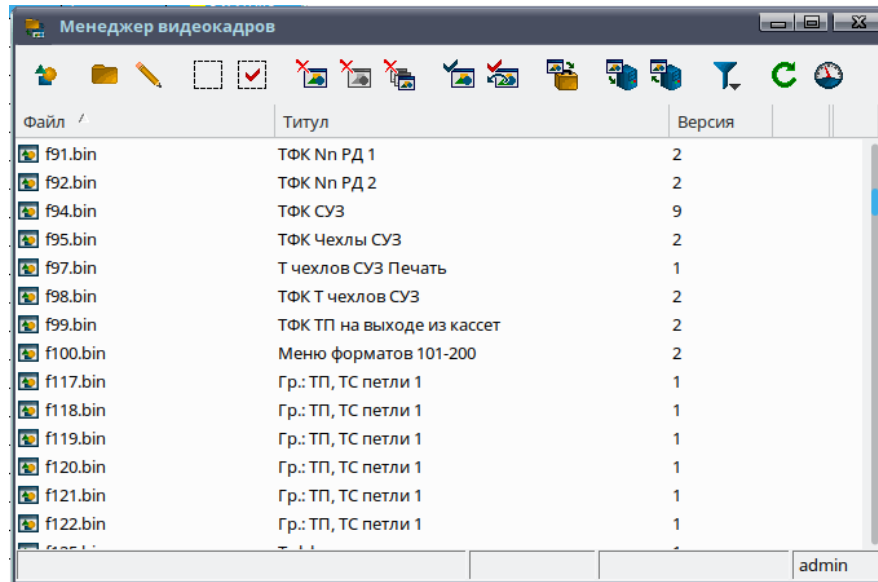 Менеджер видеокадров
Файл Титул Версия
f91.bin ТФК Nn РД 1 2
f92.bin ТФК Nn РД 2 2
f94.bin ТФК СУЗ 9
f95.bin ТФК Чехлы СУЗ 2
f97.bin Т чехлов СУЗ Печать 1
f98.bin ТФК Т чехлов СУЗ 2
f99.bin ТФК ТП на выходе из кассет 2
f100.bin Меню форматов 101-200 2
f117.bin Гр.: ТП, ТС петли 1 1
f118.bin Гр.: ТП, ТС петли 1 1
f119.bin Гр.: ТП, ТС петли 1 1
f120.bin Гр.: ТП, ТС петли 1 1
f121.bin Гр.: ТП, ТС петли 1 1
f122.bin Гр.: ТП, ТС петли 1 1
admin